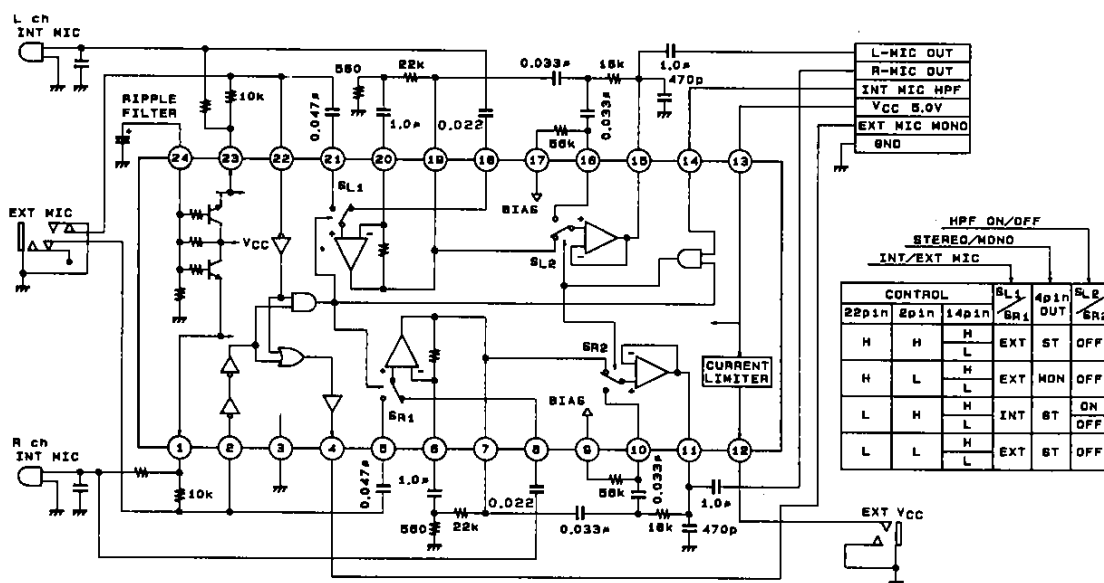 L ch
INT MIC
RIPPLE
FILTER
10k
0.047μ
560
22k
1.0μ
0.022
0.033μ
16k
0.033μ
56k
1.0μ
470p
L-MIC OUT
R-MIC OUT
INT MIC HPF
VCC 5.0V
EXT MIC MONO
GND
24
23
22
21
20
19
18
17
16
15
14
13
EXT MIC
VCC
SL1
BIAS
SL2
HPF ON/OFF
STEREO/MONO
INT/EXT MIC
CONTROL
SL1/SR1
4pin OUT
SL2/SR2
22pin 2pin 14pin
H H H L EXT ST OFF
H L H L EXT MON OFF
L H H L INT ST ON OFF
L L H L EXT ST OFF
SR1
SR2
BIAS
CURRENT
LIMITER
1
2
3
4
5
6
7
8
9
10
11
12
R ch
INT MIC
10k
0.047μ
1.0μ
560
22k
0.022
0.033μ
56k
0.033μ
16k
470p
1.0μ
EXT VCC